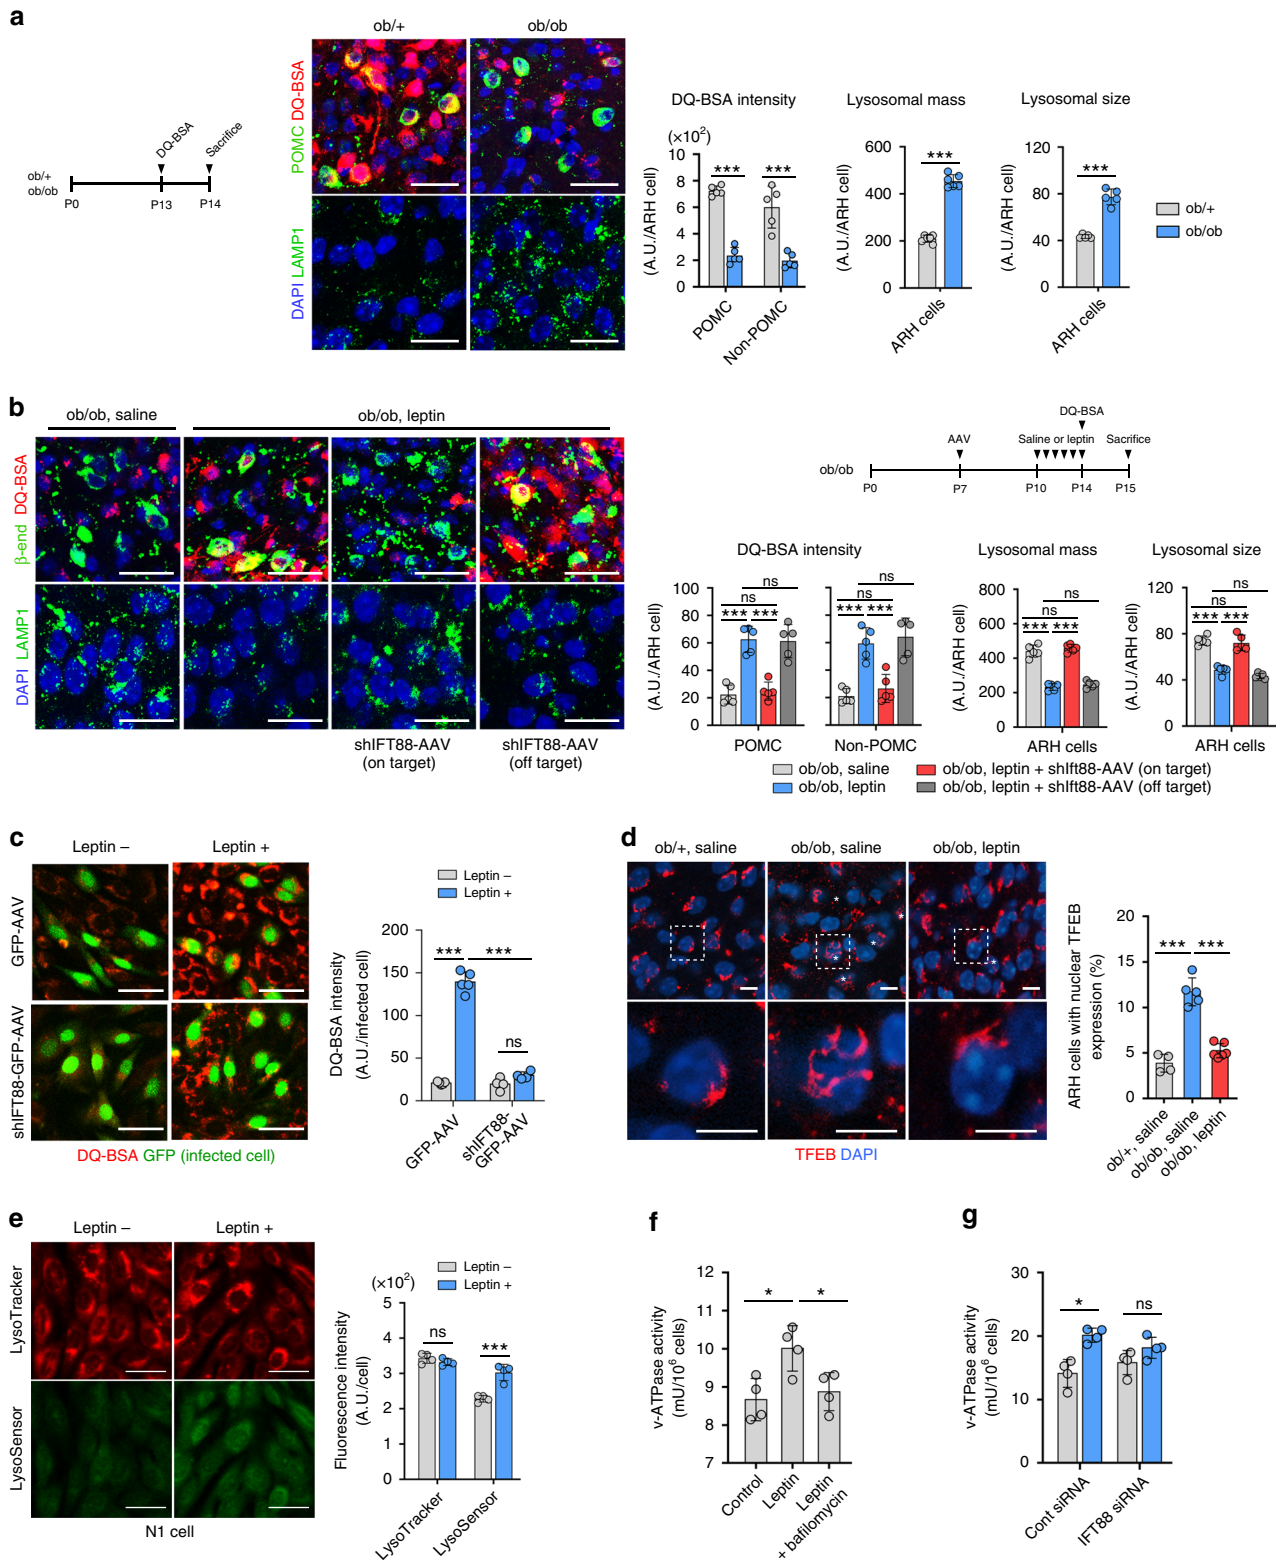 a
ob/+
ob/ob
POMC DQ-BSA
DAPI LAMP1
DQ-BSA
Sacrifice
ob/+
ob/ob
P0
P13
P14
DQ-BSA intensity
(×10²)
(A.U./ARH cell)
10
8
6
4
2
0
***
***
POMC
Non-POMC
Lysosomal mass
(A.U./ARH cell)
600
400
200
0
***
ARH cells
Lysosomal size
(A.U./ARH cell)
120
80
40
0
***
ARH cells
ob/+
ob/ob
b
ob/ob, saline
ob/ob, leptin
β-end DQ-BSA
DAPI LAMP1
shIFT88-AAV
(on target)
shIFT88-AAV
(off target)
DQ-BSA
AAV
Saline or leptin
Sacrifice
ob/ob
P0
P7
P10
P14
P15
DQ-BSA intensity
(A.U./ARH cell)
100
80
60
40
20
0
ns
ns
*** ***
POMC
ns
ns
*** ***
Non-POMC
Lysosomal mass
(A.U./ARH cell)
800
600
400
200
0
ns
ns
*** ***
ARH cells
Lysosomal size
(A.U./ARH cell)
120
80
40
0
ns
ns
*** ***
ARH cells
ob/ob, saline
ob/ob, leptin
ob/ob, leptin + shIft88-AAV (on target)
ob/ob, leptin + shIft88-AAV (off target)
c
Leptin –
Leptin +
GFP-AAV
shIFT88-GFP-AAV
DQ-BSA GFP (infected cell)
Leptin –
Leptin +
DQ-BSA intensity
(A.U./infected cell)
200
150
100
50
0
***
***
ns
GFP-AAV
shIFT88-
GFP-AAV
d
ob/+, saline
ob/ob, saline
ob/ob, leptin
* * * * *
*
TFEB DAPI
ARH cells with nuclear TFEB
expression (%)
20
15
10
5
0
***
***
ob/+, saline
ob/ob, saline
ob/ob, leptin
e
Leptin –
Leptin +
LysoTracker
LysoSensor
N1 cell
Leptin –
Leptin +
(×10²)
Fluorescence intensity
(A.U./cell)
5
4
3
2
1
0
ns
***
LysoTracker
LysoSensor
f
v-ATPase activity
(mU/10⁶ cells)
12
11
10
9
8
7
*
*
Control
Leptin
Leptin
+ bafilomycin
g
v-ATPase activity
(mU/10⁶ cells)
30
20
10
0
*
ns
Cont siRNA
IFT88 siRNA